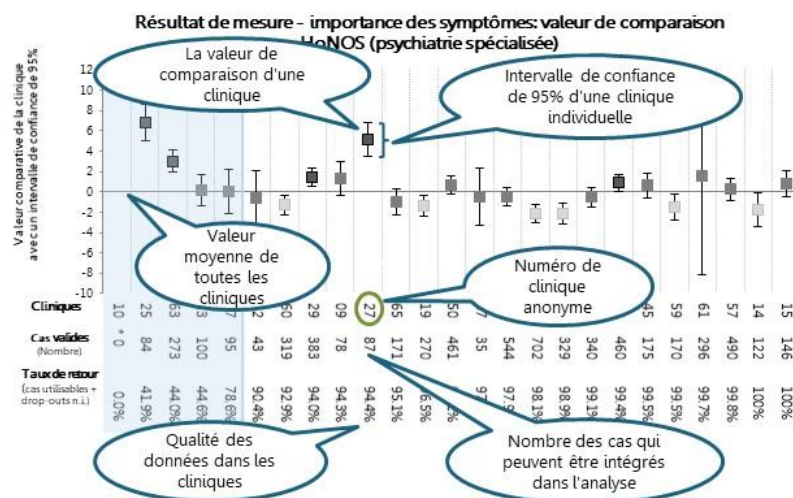 Résultat de mesure – importance des symptômes: valeur de comparaison
HoNOS (psychiatrie spécialisée)
La valeur de
comparaison d'une
clinique
Intervalle de confiance
de 95% d'une clinique
individuelle
Valeur comparative de la clinique
avec un intervalle de confiance de 95%
12
10
8
6
4
2
0
-2
-4
-6
-8
-10
Valeur
moyenne de
toutes les
cliniques
Numéro de
clinique
anonyme
Cliniques 10 25 63 29 09 27 65 19 50 45 59 61 57 14 15
Cas valides * 0 84 273 100 95 43 319 383 78 87 171 270 461 35 544 702 329 340 460 175 170 296 490 122 146
(Nombre)
Taux de retour 0.0% 41.9% 44.0% 44.6% 78.6% 90.4% 92.9% 94.0% 94.3% 94.4% 95.1% 98.1% 98.9% 99.1% 99.4% 99.5% 99.5% 99.7% 99.8% 100% 100%
(cas utilisables +
drop-outs n.i.)
Qualité des
données dans les
cliniques
Nombre des cas qui
peuvent être intégrés
dans l'analyse